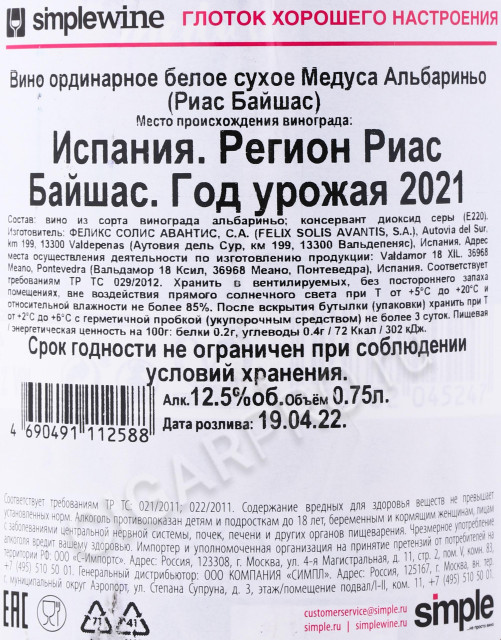 simplewine ГЛОТОК ХОРОШЕГО НАСТРОЕНИЯ
Вино ординарное белое сухое Медуса Альбариньо
(Риас Байшас)
Место происхождения винограда:
Испания. Регион Риас
Байшас. Год урожая 2021
Состав: вино из сорта винограда альбариньо; консервант диоксид серы (E220).
Изготовитель: ФЕЛИКС СОЛИС АВАНТИС, С.А. (FELIX SOLIS AVANTIS, S.A.), Autovia del Sur,
км 199, 13300 Valdepenas (Аутовия дель Сур, км 199, 13300 Вальдепеняс), Испания. Адрес
места осуществления деятельности по изготовлению продукции: Valdamor 18 XIL. 36968
Meano, Pontevedra (Вальдамор 18 Ксил, 36968 Меано, Понтеведра), Испания. Соответствует
требованиям ТР ТС 029/2012. Хранить в вентилируемых, без постороннего запаха
помещениях, вне воздействия прямого солнечного света при Т от +5°С до +20°С и
относительной влажности не более 85%. После вскрытия бутылки (упаковки) хранить при Т
от +2°С до +6°С с герметичной пробкой (укупорочным средством) не более 3 суток. Пищевая
/ энергетическая ценность на 100г: белки 0.2г, углеводы 0.4г / 72 Ккал / 302 кДж.
Срок годности не ограничен при соблюдении
условий хранения.
Алк. 12.5%об. Объём 0.75л.
Дата розлива: 19.04.22.
4 690491 112588
Соответствует требованиям ТР ТС 021/2011; 022/2011. Содержание вредных для здоровья веществ не превышает
установленных норм. Алкоголь противопоказан детям и подросткам до 18 лет, беременным и кормящим женщинам, лицам
с заболеваниями центральной нервной системы, почек, печени и других органов пищеварения. Чрезмерное употребление
алкоголя вредит вашему здоровью. Импортер и уполномоченная организация на принятие претензий от потребителей на
территории РФ: ООО «С-Импортс». Адрес: Россия, 123308, г. Москва, ул. 4-я Магистральная, д. 11, стр. 2, пом. V, комн. 83,
+7 (495) 510 50 01. Генеральный дистрибьютор: ООО КОМПАНИЯ «СИМПЛ». Адрес: Россия, 125167, г. Москва, вн. тер.
г. муниципальный округ Аэропорт, ул. Степана Супруна, д. 3, этаж/помещение подвал/I-II, ком. 11, +7 (495) 510 50 01.
EAC
71
41
customerservice@simple.ru
simple.ru
simple